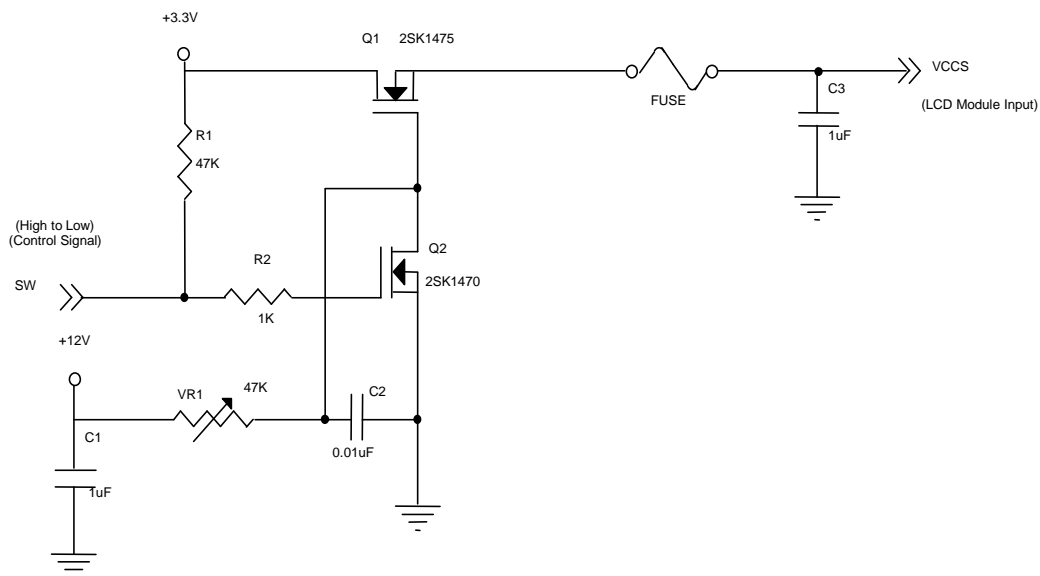 +3.3V
Q1 2SK1475
VCCS
FUSE
C3
(LCD Module Input)
R1
47K
1uF
(High to Low)
(Control Signal)
Q2
R2
2SK1470
SW
1K
+12V
VR1
47K
C2
C1
0.01uF
1uF